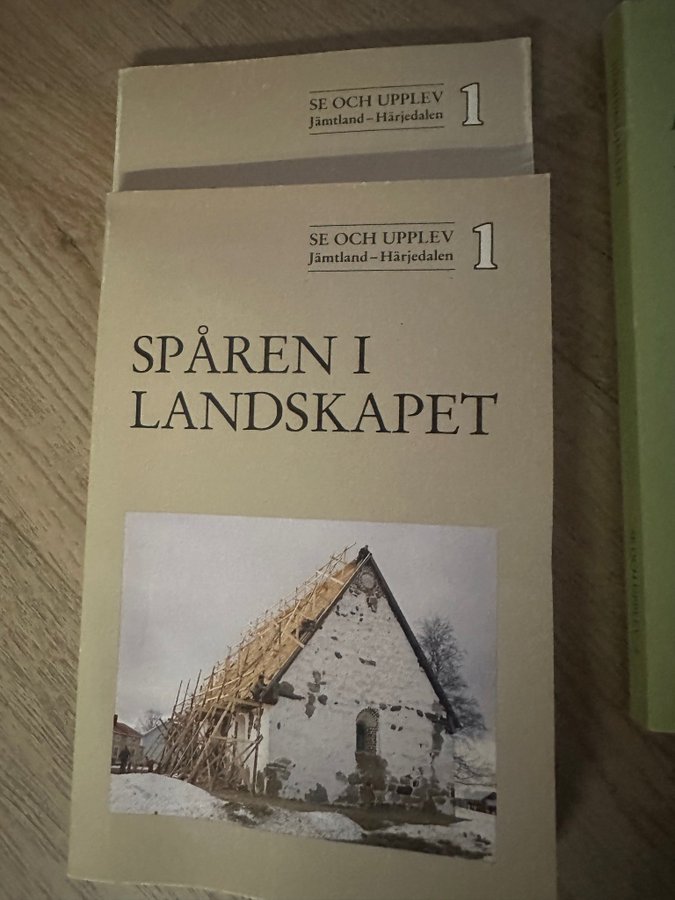 SE OCH UPPLEV
Jämtland – Härjedalen
1
SE OCH UPPLEV
Jämtland – Härjedalen
1
SPÅREN I
LANDSKAPET